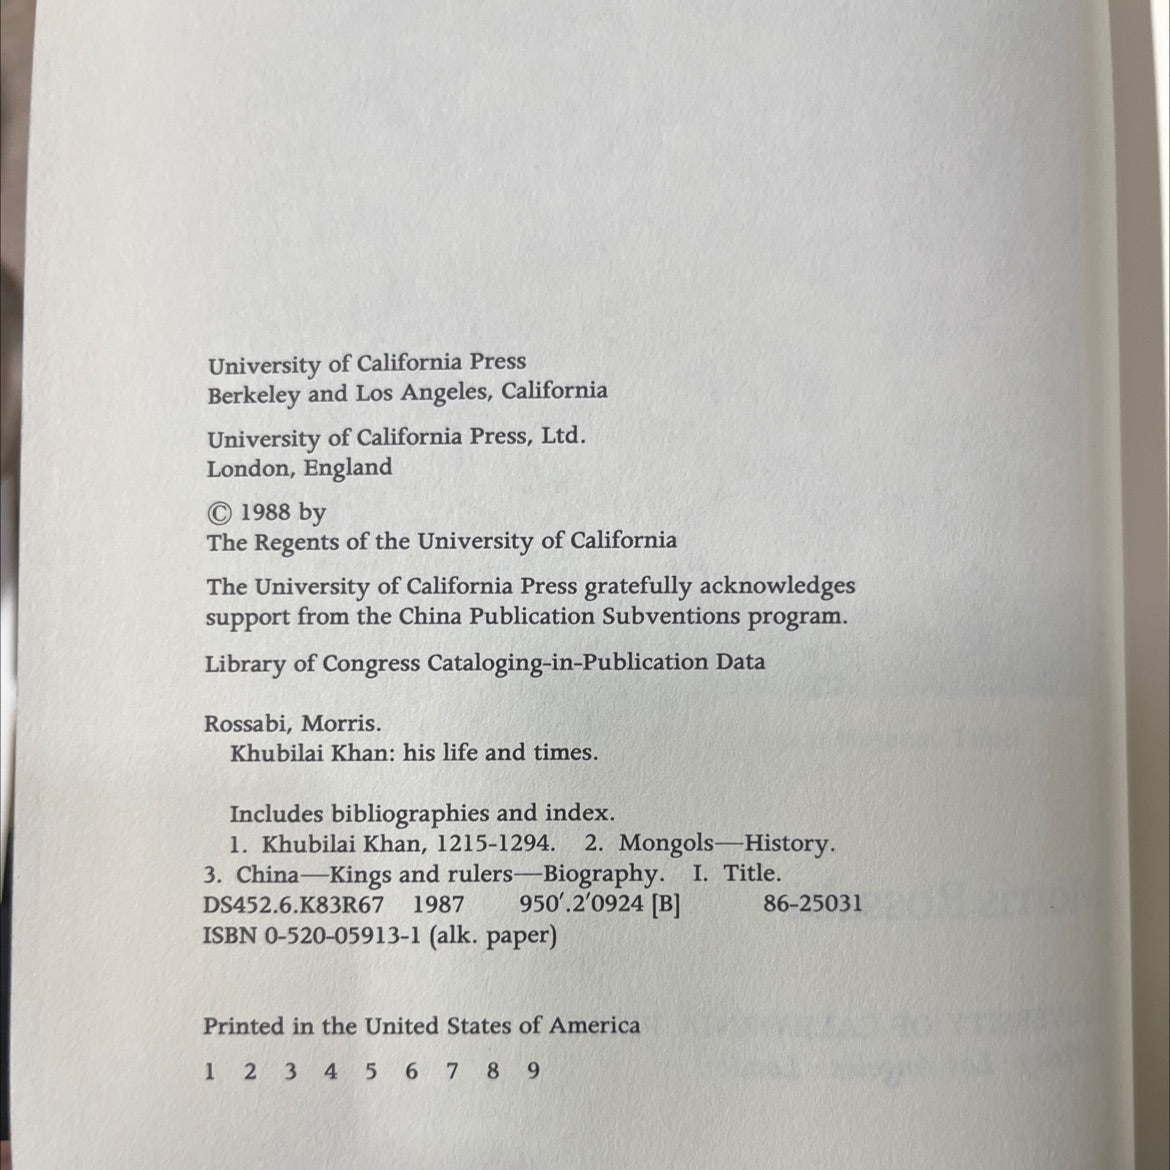 University of California Press
Berkeley and Los Angeles, California
University of California Press, Ltd.
London, England
© 1988 by
The Regents of the University of California
The University of California Press gratefully acknowledges
support from the China Publication Subventions program.
Library of Congress Cataloging-in-Publication Data
Rossabi, Morris.
Khubilai Khan: his life and times.
Includes bibliographies and index.
1. Khubilai Khan, 1215-1294. 2. Mongols—History.
3. China—Kings and rulers—Biography. I. Title.
DS452.6.K83R67 1987 950′.2′0924 [B] 86-25031
ISBN 0-520-05913-1 (alk. paper)
Printed in the United States of America
1 2 3 4 5 6 7 8 9